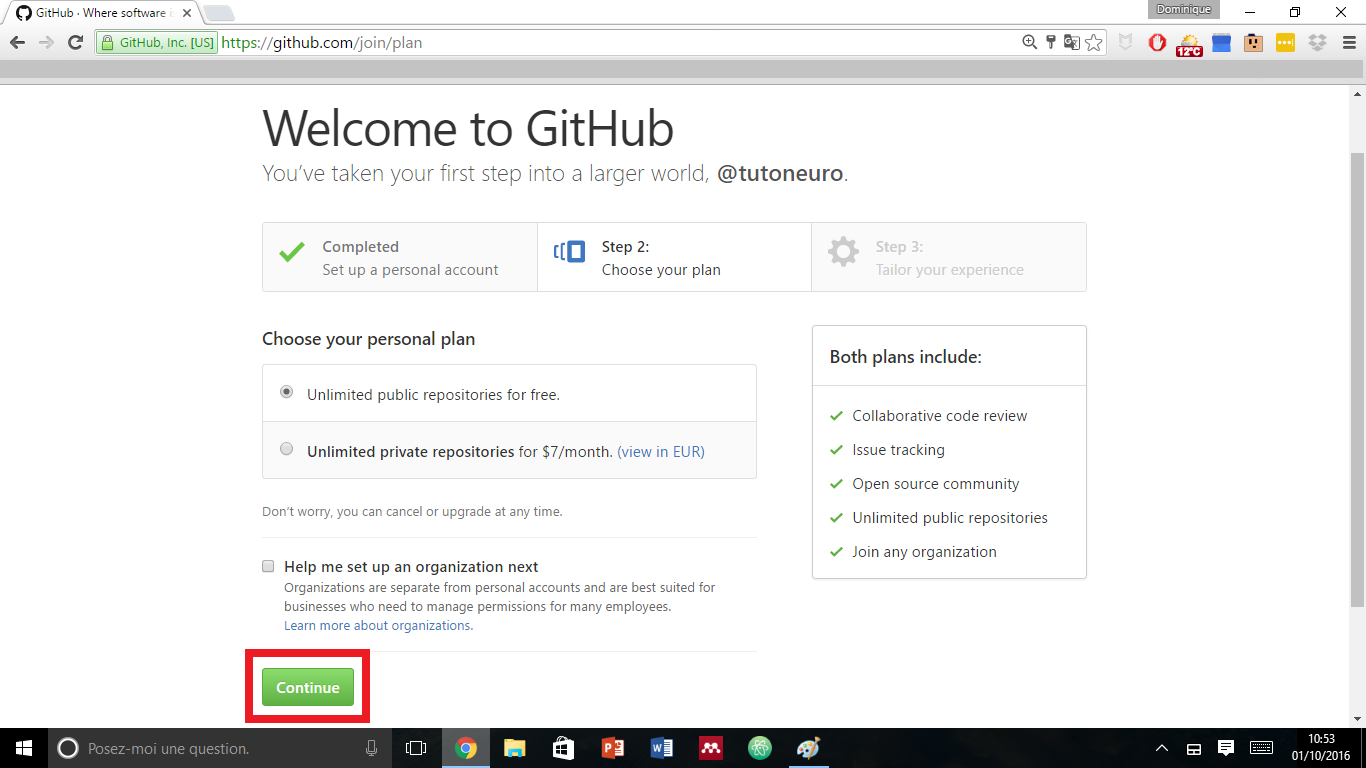 Dominique
GitHub · Where software i
GitHub, Inc. [US] https://github.com/join/plan
12°C
Welcome to GitHub
You’ve taken your first step into a larger world, @tutoneuro.
Completed
Set up a personal account
Step 2:
Choose your plan
Step 3:
Tailor your experience
Choose your personal plan
Unlimited public repositories for free.
Unlimited private repositories for $7/month. (view in EUR)
Don’t worry, you can cancel or upgrade at any time.
Help me set up an organization next
Organizations are separate from personal accounts and are best suited for
businesses who need to manage permissions for many employees.
Learn more about organizations.
Continue
Both plans include:
Collaborative code review
Issue tracking
Open source community
Unlimited public repositories
Join any organization
Posez-moi une question.
10:53
01/10/2016